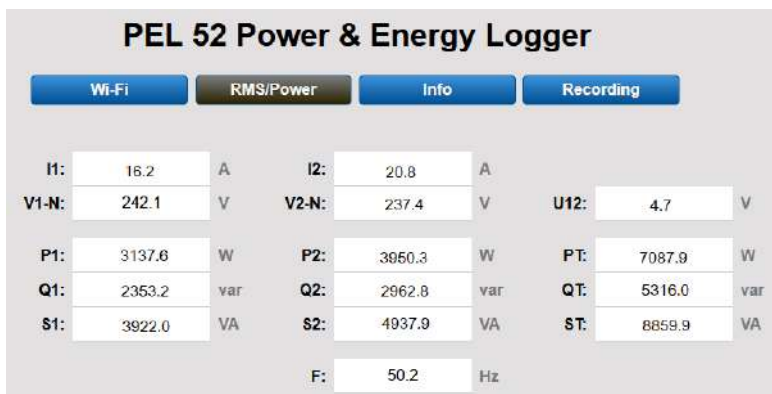 PEL 52 Power & Energy Logger
Wi-Fi RMS/Power Info Recording
I1: 16.2 A I2: 20.8 A
V1-N: 242.1 V V2-N: 237.4 V U12: 4.7 V
P1: 3137.6 W P2: 3950.3 W PT: 7087.9 W
Q1: 2353.2 var Q2: 2962.8 var QT: 5316.0 var
S1: 3922.0 VA S2: 4937.9 VA ST: 8859.9 VA
F: 50.2 Hz